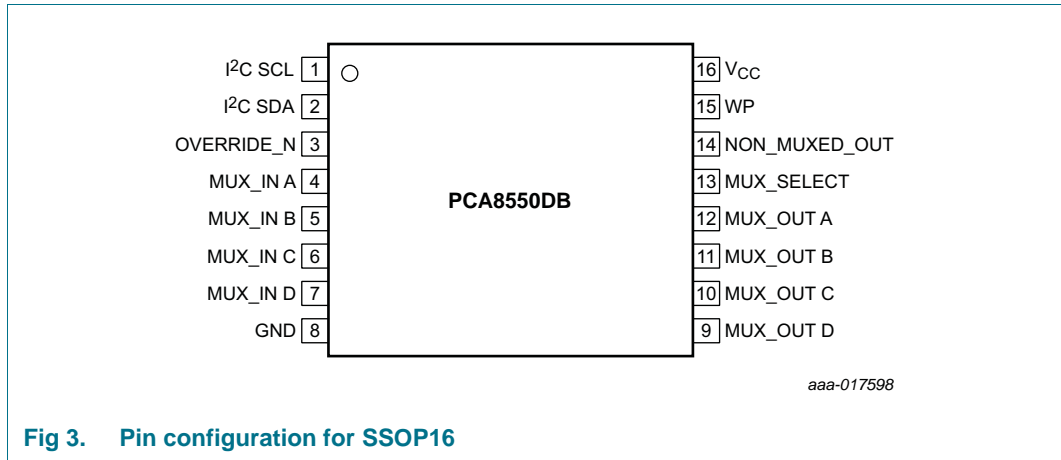 I²C SCL 1
I²C SDA 2
OVERRIDE_N 3
MUX_IN A 4
MUX_IN B 5
MUX_IN C 6
MUX_IN D 7
GND 8
PCA8550DB
16 VCC
15 WP
14 NON_MUXED_OUT
13 MUX_SELECT
12 MUX_OUT A
11 MUX_OUT B
10 MUX_OUT C
9 MUX_OUT D
aaa-017598
Fig 3. Pin configuration for SSOP16